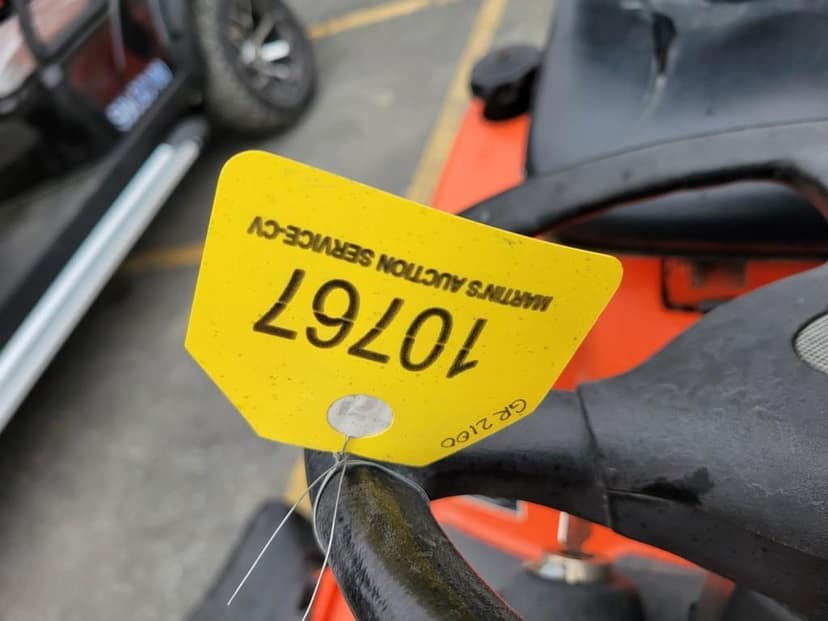 GR 2100
10767
MARTIN'S AUCTION SERVICE-CV